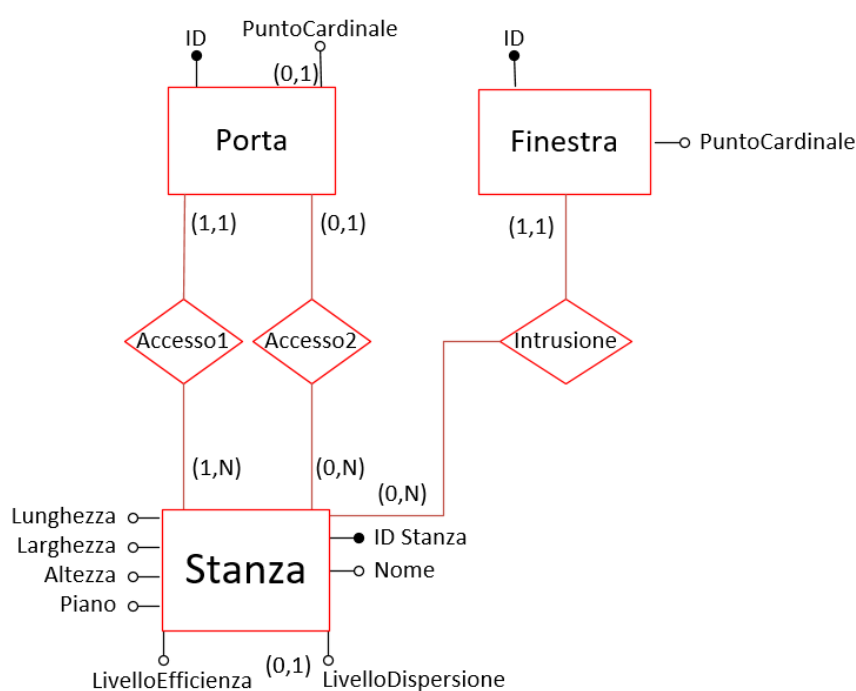 ID
PuntoCardinale
(0,1)
Porta
ID
Finestra
PuntoCardinale
(1,1)
(0,1)
(1,1)
Accesso1
Accesso2
Intrusione
(1,N)
(0,N)
(0,N)
Lunghezza
Larghezza
Altezza
Piano
Stanza
ID Stanza
Nome
LivelloEfficienza
(0,1)
LivelloDispersione